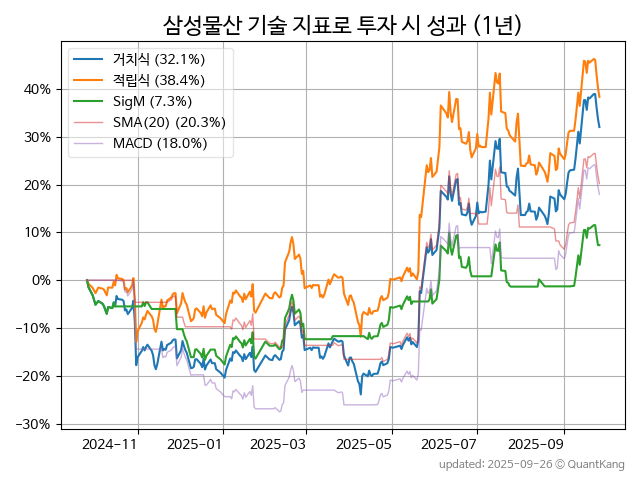 삼성물산 기술 지표로 투자 시 성과 (1년)
거치식 (32.1%)
적립식 (38.4%)
SigM (7.3%)
SMA(20) (20.3%)
MACD (18.0%)
40%
30%
20%
10%
0%
−10%
−20%
−30%
2024-11
2025-01
2025-03
2025-05
2025-07
2025-09
updated: 2025-09-26 © QuantKang